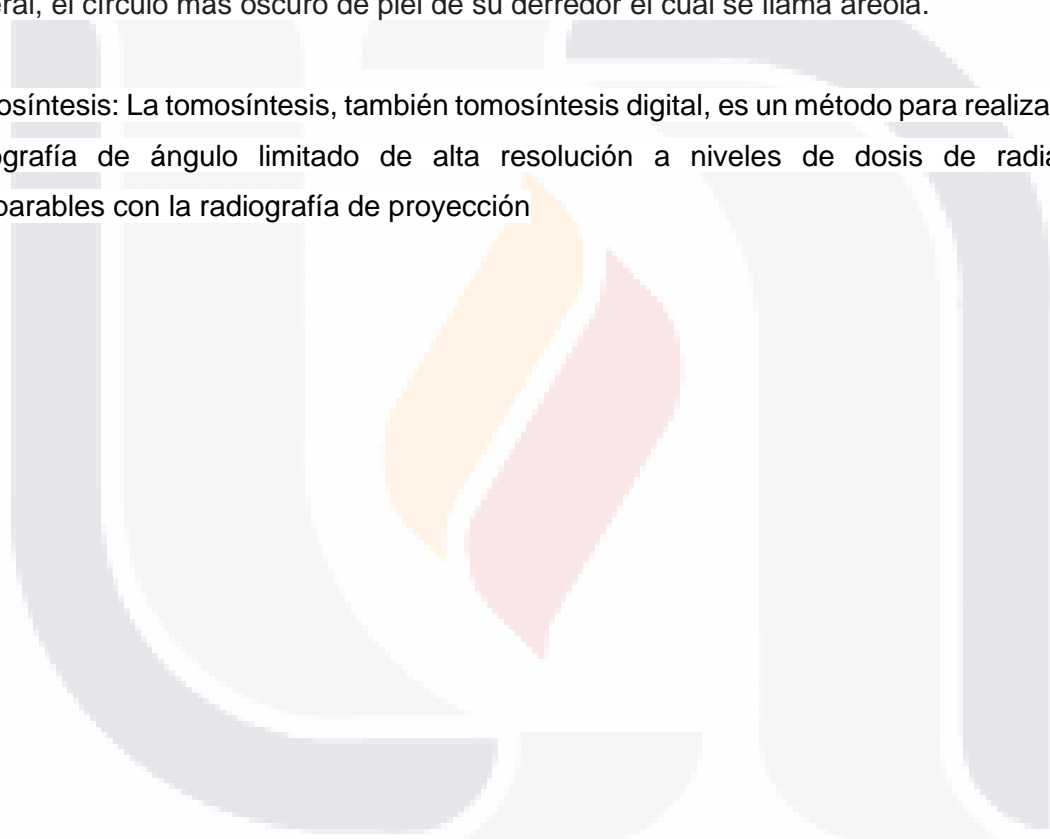 eral, el círculo más oscuro de piel de su derredor el cual se llama areola.
osíntesis: La tomosíntesis, también tomosíntesis digital, es un método para realiza
ografía de ángulo limitado de alta resolución a niveles de dosis de radia
parables con la radiografía de proyección